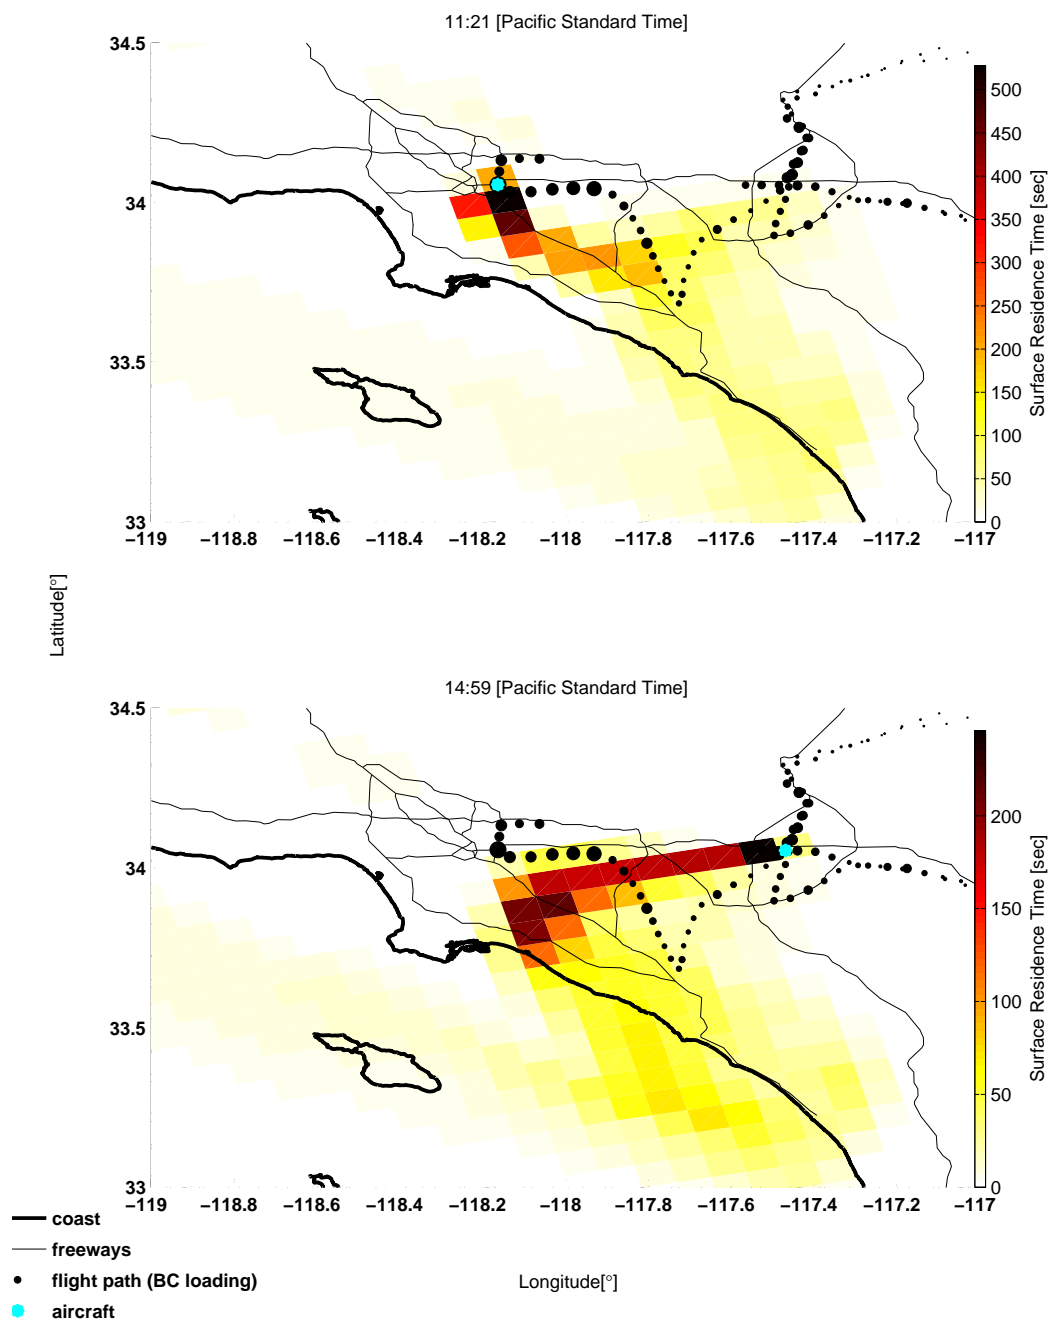 11:21 [Pacific Standard Time]
34.5
34
33.5
33
−119 −118.8 −118.6 −118.4 −118.2 −118 −117.8 −117.6 −117.4 −117.2 −117
500
450
400
350
300
250
200
150
100
50
0
Surface Residence Time [sec]
Latitude[°]
14:59 [Pacific Standard Time]
34.5
34
33.5
33
−119 −118.8 −118.6 −118.4 −118.2 −118 −117.8 −117.6 −117.4 −117.2 −117
200
150
100
50
0
Surface Residence Time [sec]
coast
freeways
flight path (BC loading)
aircraft
Longitude[°]